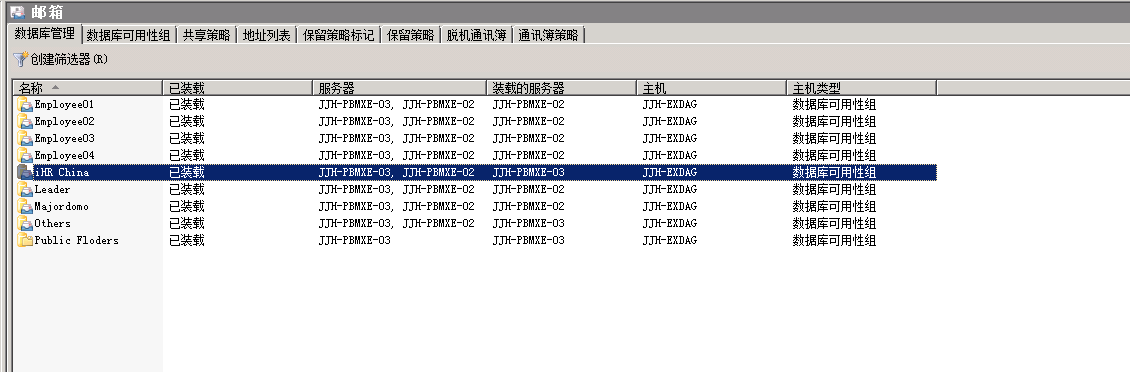 邮箱
数据库管理 数据库可用性组 共享策略 地址列表 保留策略标记 保留策略 脱机通讯簿 通讯簿策略
创建筛选器(R)
名称 已装载 服务器 装载的服务器 主机 主机类型
Employee01 已装载 JJH-PBMXE-03, JJH-PBMXE-02 JJH-PBMXE-02 JJH-EXDAG 数据库可用性组
Employee02 已装载 JJH-PBMXE-03, JJH-PBMXE-02 JJH-PBMXE-02 JJH-EXDAG 数据库可用性组
Employee03 已装载 JJH-PBMXE-03, JJH-PBMXE-02 JJH-PBMXE-02 JJH-EXDAG 数据库可用性组
Employee04 已装载 JJH-PBMXE-03, JJH-PBMXE-02 JJH-PBMXE-02 JJH-EXDAG 数据库可用性组
iHR China 已装载 JJH-PBMXE-03, JJH-PBMXE-02 JJH-PBMXE-03 JJH-EXDAG 数据库可用性组
Leader 已装载 JJH-PBMXE-03, JJH-PBMXE-02 JJH-PBMXE-02 JJH-EXDAG 数据库可用性组
Majordomo 已装载 JJH-PBMXE-03, JJH-PBMXE-02 JJH-PBMXE-02 JJH-EXDAG 数据库可用性组
Others 已装载 JJH-PBMXE-03, JJH-PBMXE-02 JJH-PBMXE-03 JJH-EXDAG 数据库可用性组
Public Floders 已装载 JJH-PBMXE-03 JJH-PBMXE-03 JJH-EXDAG 数据库可用性组